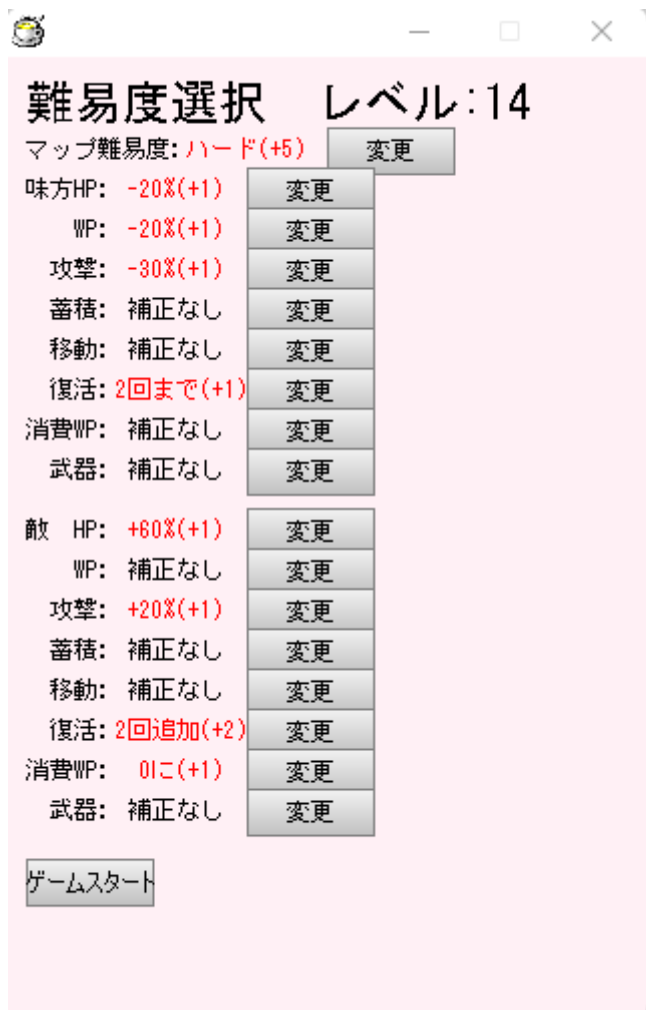 難易度選択 レベル:14
マップ難易度: ハード(+5) 変更
味方HP: -20%(+1) 変更
WP: -20%(+1) 変更
攻撃: -30%(+1) 変更
蓄積: 補正なし 変更
移動: 補正なし 変更
復活: 2回まで(+1) 変更
消費WP: 補正なし 変更
武器: 補正なし 変更
敵 HP: +60%(+1) 変更
WP: 補正なし 変更
攻撃: +20%(+1) 変更
蓄積: 補正なし 変更
移動: 補正なし 変更
復活: 2回追加(+2) 変更
消費WP: 0に(+1) 変更
武器: 補正なし 変更
ゲームスタート